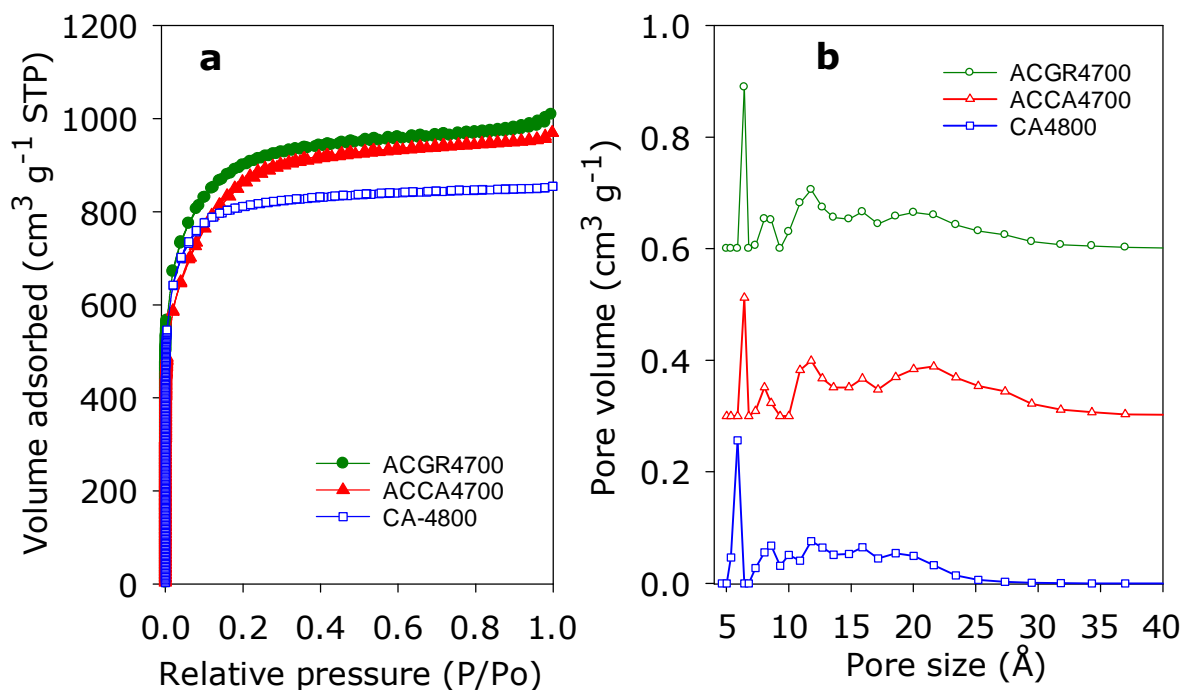 a
Volume adsorbed (cm³ g⁻¹ STP)
1200
1000
800
600
400
200
0
ACGR4700
ACCA4700
CA-4800
0.0 0.2 0.4 0.6 0.8 1.0
Relative pressure (P/Po)
b
Pore volume (cm³ g⁻¹)
1.0
0.8
0.6
0.4
0.2
0.0
ACGR4700
ACCA4700
CA4800
5 10 15 20 25 30 35 40
Pore size (Å)